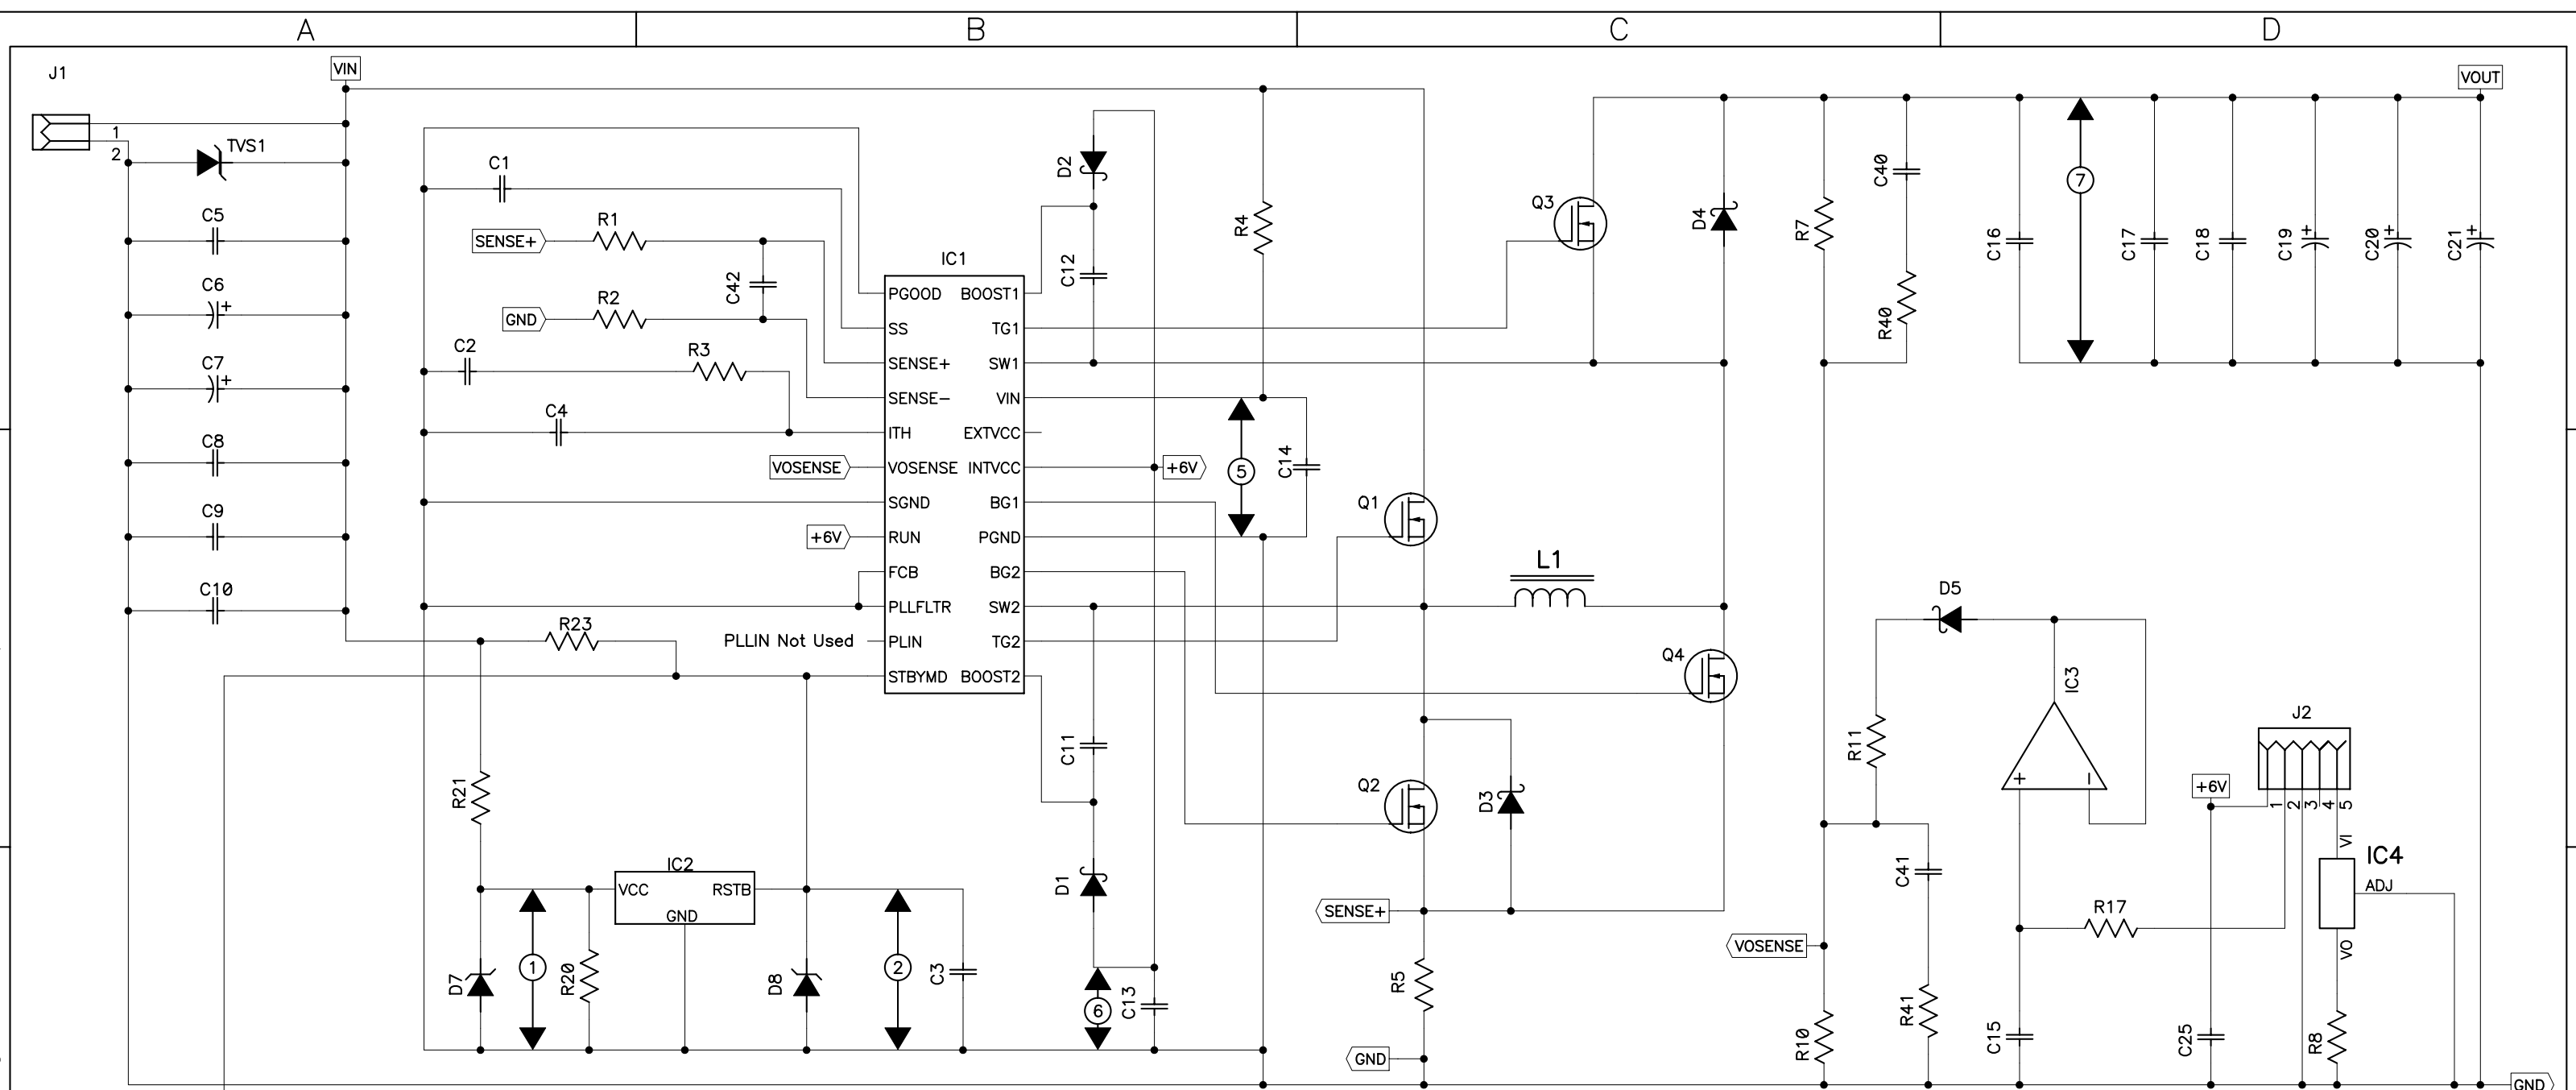 A B C D
J1 VIN VOUT
1
2
TVS1
C1
D2
C40
Q3
R4
D4
R7
7
C5
R1
SENSE+
C16 C17 C18 C19 + C20 + C21 +
IC1
C12
C42
C6
+
R2
GND
PGOOD BOOST1
SS TG1
R40
C2
R3
C7
+
SENSE+ SW1
SENSE− VIN
C4
ITH EXTVCC
C8
VOSENSE
VOSENSE INTVCC
+6V
5
C14
SGND BG1
Q1
C9
+6V
RUN PGND
L1
FCB BG2
C10
PLLFLTR SW2
D5
R23
PLLIN Not Used
PLIN TG2
STBYMD BOOST2
Q4
IC3
J2
C11
R11
R21
Q2
D3
+ −
+6V
1 2 3 4 5
VI
IC4
ADJ
IC2
VCC RSTB
GND
D1
C41
SENSE+
R17
VOSENSE
VO
D7
1
R20
D8
2
C3
6
C13
R5
R41
R10
C15
C25
R8
GND
GND